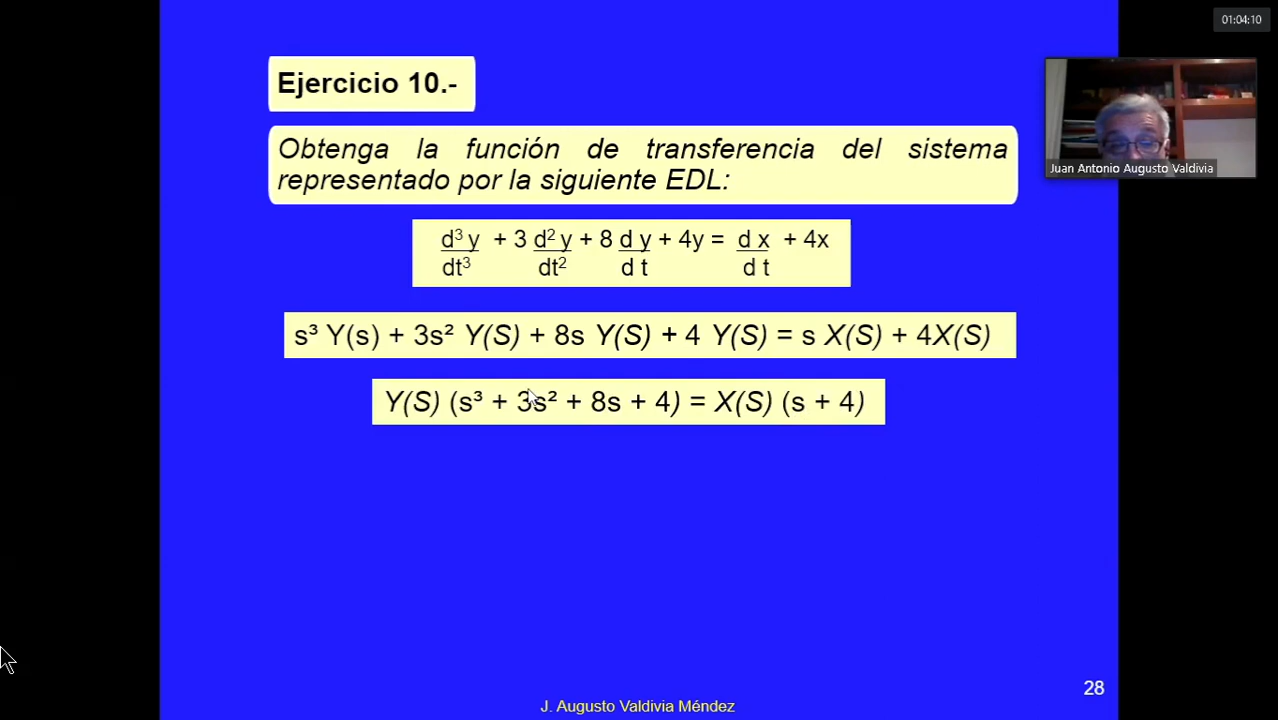 01:04:10
Ejercicio 10.-
Juan Antonio Augusto Valdivia
Obtenga la función de transferencia del sistema
representado por la siguiente EDL:
d³ y + 3 d² y + 8 d y + 4y = d x + 4x
dt³ dt² d t d t
s³ Y(s) + 3s² Y(S) + 8s Y(S) + 4 Y(S) = s X(S) + 4X(S)
Y(S) (s³ + 3s² + 8s + 4) = X(S) (s + 4)
28
J. Augusto Valdivia Méndez